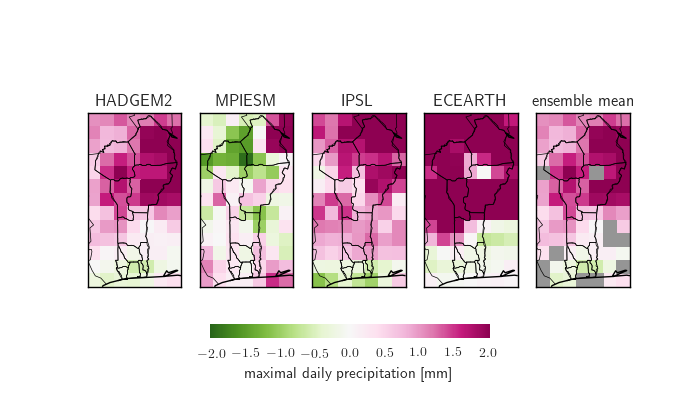 HADGEM2 MPIESM IPSL ECEARTH ensemble mean
−2.0 −1.5 −1.0 −0.5 0.0 0.5 1.0 1.5 2.0
maximal daily precipitation [mm]